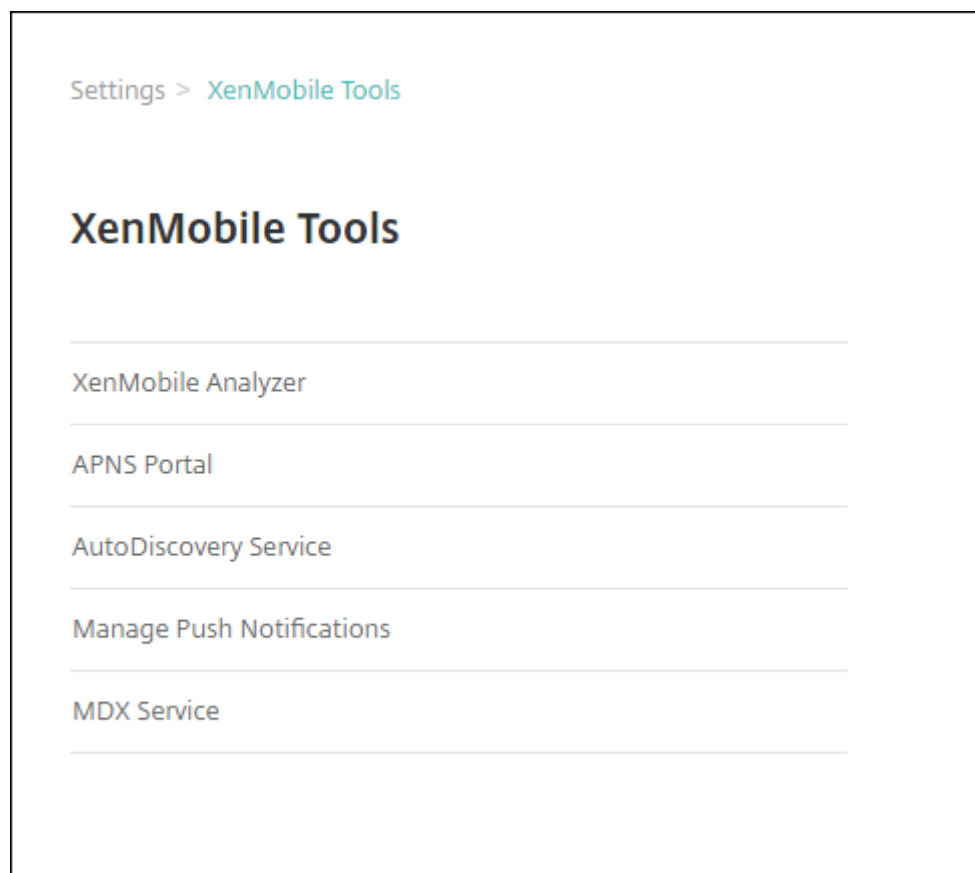 Settings > XenMobile Tools
XenMobile Tools
XenMobile Analyzer
APNS Portal
AutoDiscovery Service
Manage Push Notifications
MDX Service